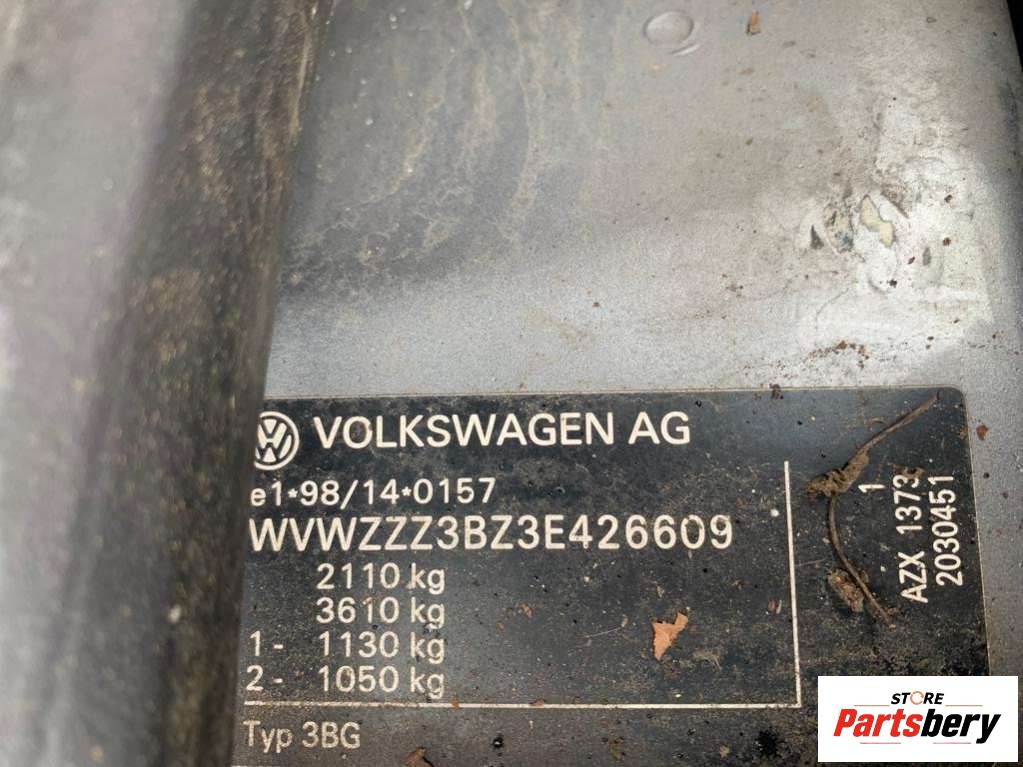 VOLKSWAGEN AG
e1*98/14*0157
WVWZZZ3BZ3E426609
2110 kg
3610 kg
1- 1130 kg
2- 1050 kg
Typ 3BG
1
AZX 1373
2030451
STORE
Partsbery